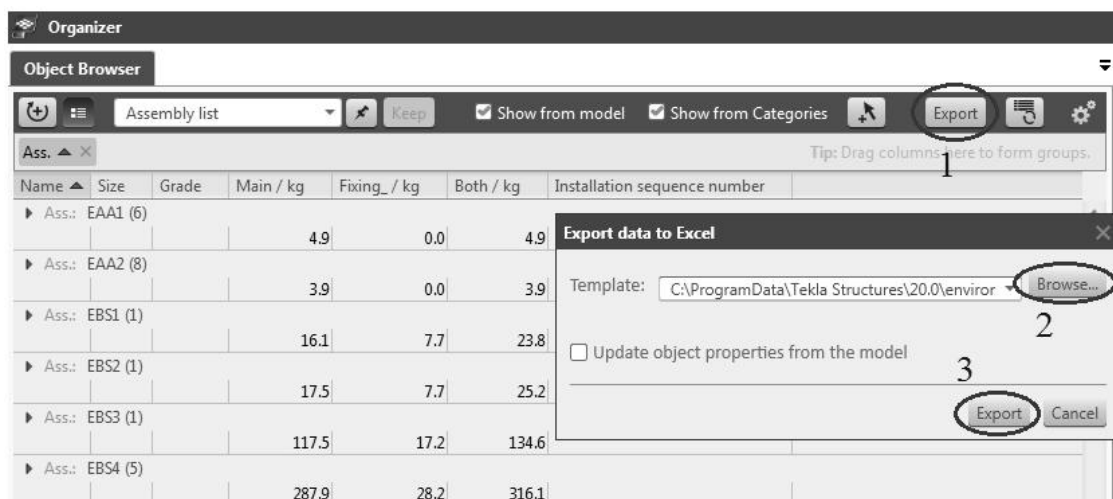 Organizer
Object Browser
Assembly list Keep Show from model Show from Categories Export
1
Ass. Tip: Drag columns here to form groups.
Name Size Grade Main / kg Fixing_ / kg Both / kg Installation sequence number
Ass.: EAA1 (6)
4.9 0.0 4.9
Ass.: EAA2 (8)
3.9 0.0 3.9
Ass.: EBS1 (1)
16.1 7.7 23.8
Ass.: EBS2 (1)
17.5 7.7 25.2
Ass.: EBS3 (1)
117.5 17.2 134.6
Ass.: EBS4 (5)
287.9 28.2 316.1
Export data to Excel
Template: C:\ProgramData\Tekla Structures\20.0\enviror Browse...
2
Update object properties from the model
3
Export Cancel